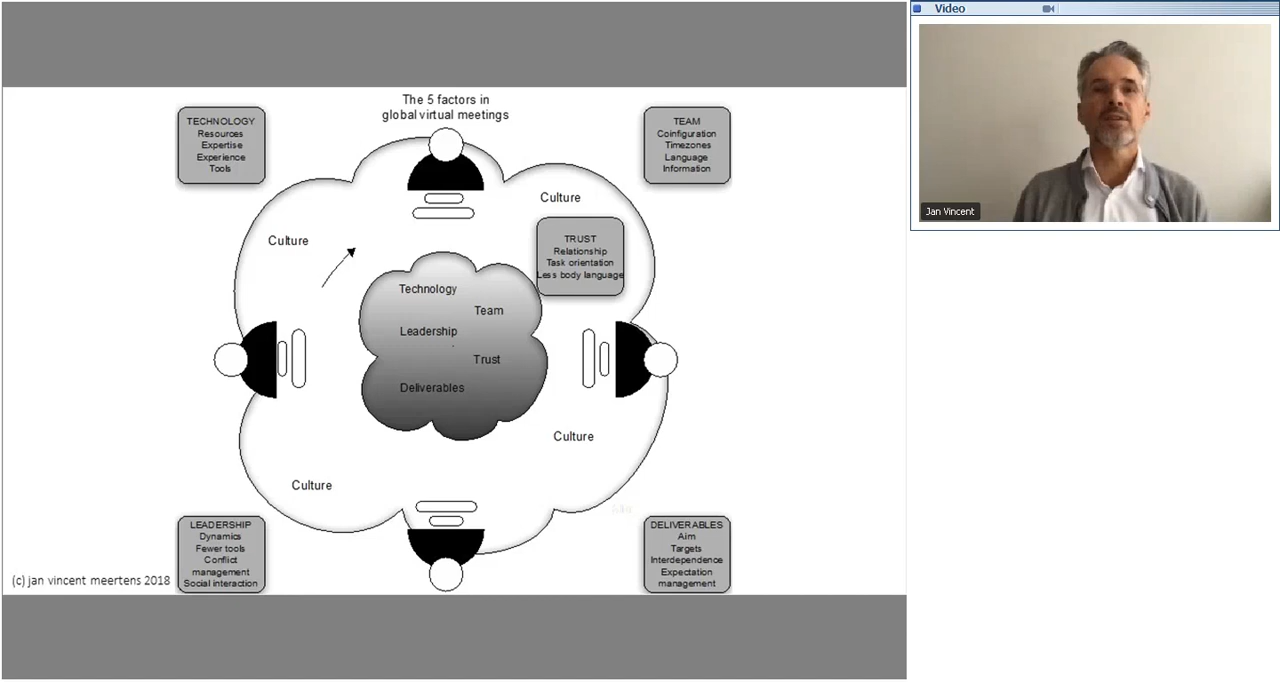 The 5 factors in
global virtual meetings
TECHNOLOGY
Resources
Expertise
Experience
Tools
TEAM
Coinfiguration
Timezones
Language
Information
Culture
Culture
TRUST
Relationship
Task orientation
Less body language
Technology
Team
Leadership
Trust
Deliverables
Culture
Culture
LEADERSHIP
Dynamics
Fewer tools
Conflict
management
Social interaction
DELIVERABLES
Aim
Targets
Interdependence
Expectation
management
(c) jan vincent meertens 2018
Video
Jan Vincent